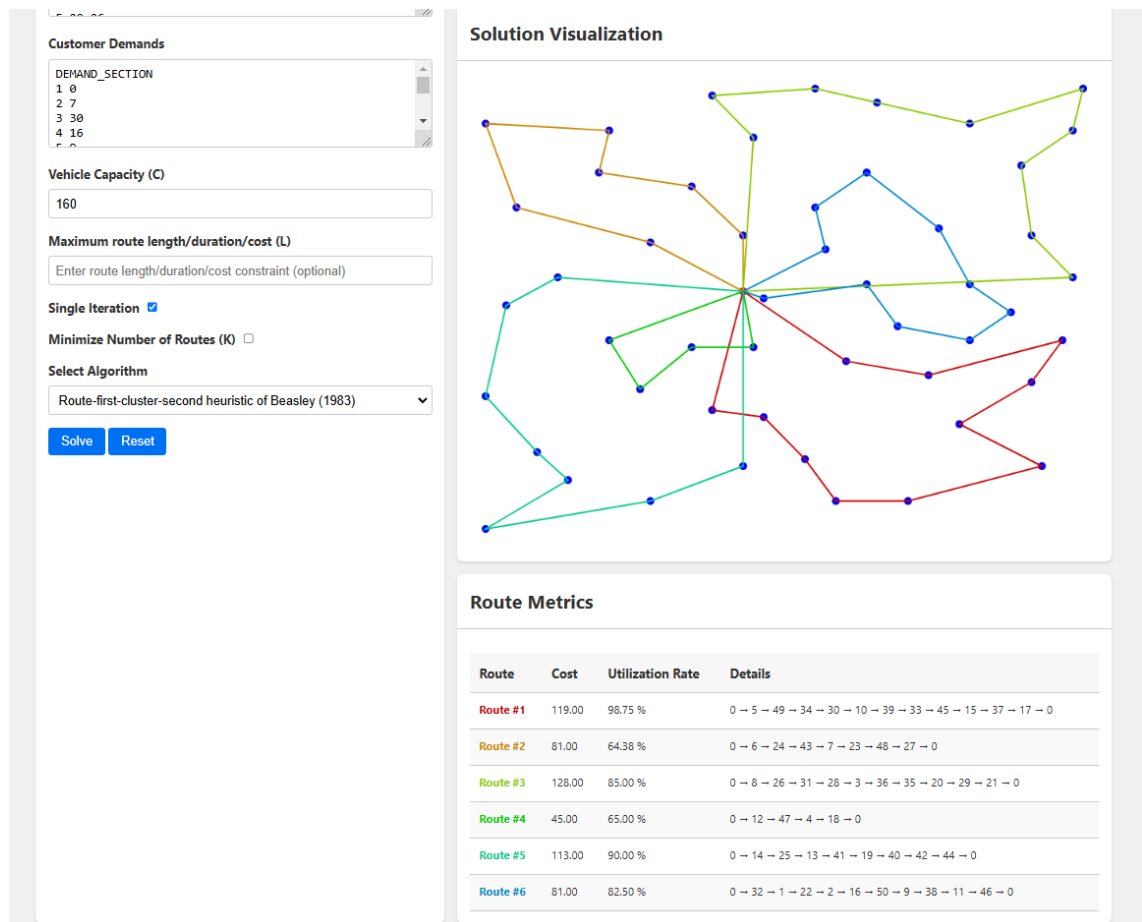 Customer Demands
DEMAND_SECTION
1 0
2 7
3 30
4 16
Vehicle Capacity (C)
160
Maximum route length/duration/cost (L)
Enter route length/duration/cost constraint (optional)
Single Iteration
Minimize Number of Routes (K)
Select Algorithm
Route-first-cluster-second heuristic of Beasley (1983)
Solve Reset
Solution Visualization
Route Metrics
Route Cost Utilization Rate Details
Route #1 119.00 98.75 % 0 → 5 → 49 → 34 → 30 → 10 → 39 → 33 → 45 → 15 → 37 → 17 → 0
Route #2 81.00 64.38 % 0 → 6 → 24 → 43 → 7 → 23 → 48 → 27 → 0
Route #3 128.00 85.00 % 0 → 8 → 26 → 31 → 28 → 3 → 36 → 35 → 20 → 29 → 21 → 0
Route #4 45.00 65.00 % 0 → 12 → 47 → 4 → 18 → 0
Route #5 113.00 90.00 % 0 → 14 → 25 → 13 → 41 → 19 → 40 → 42 → 44 → 0
Route #6 81.00 82.50 % 0 → 32 → 1 → 22 → 2 → 16 → 50 → 9 → 38 → 11 → 46 → 0